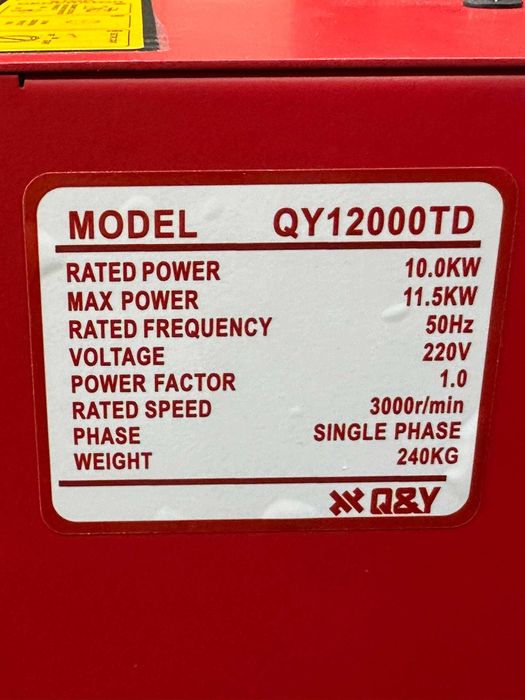 MODEL QY12000TD
RATED POWER 10.0KW
MAX POWER 11.5KW
RATED FREQUENCY 50Hz
VOLTAGE 220V
POWER FACTOR 1.0
RATED SPEED 3000r/min
PHASE SINGLE PHASE
WEIGHT 240KG
Q&Y